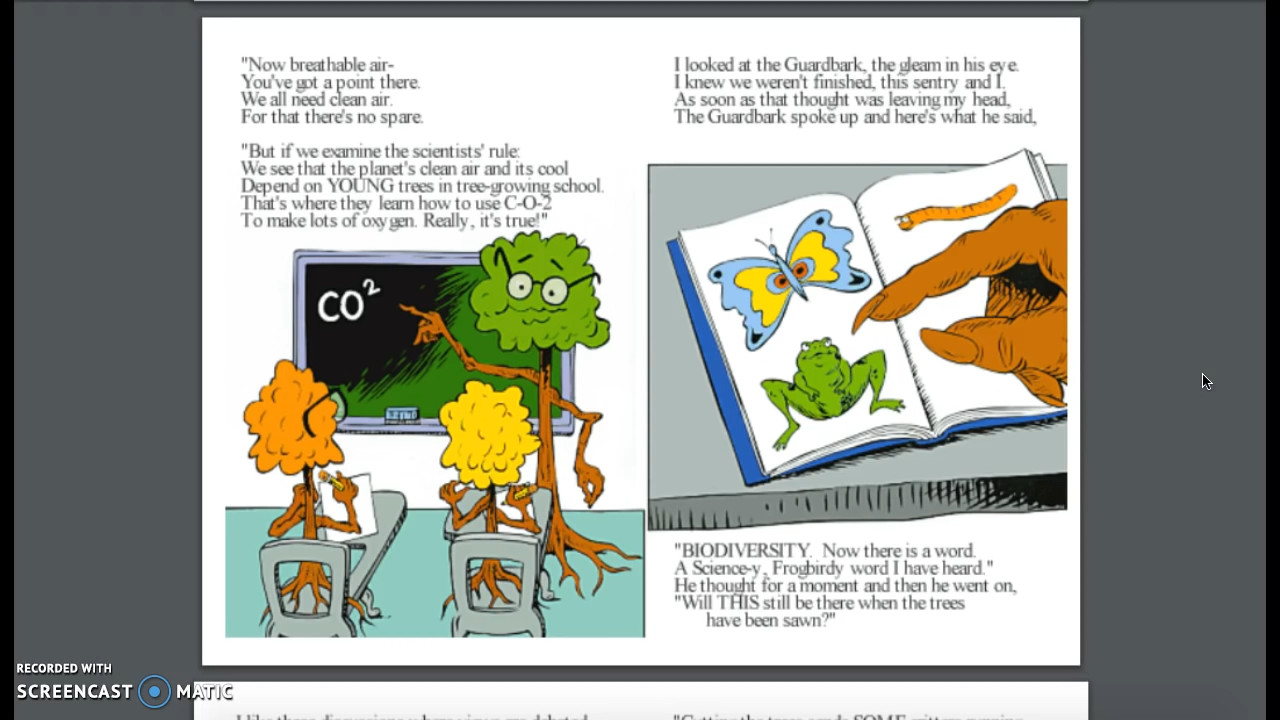 "Now breathable air-
You've got a point there.
We all need clean air.
For that there's no spare.
"But if we examine the scientists' rule:
We see that the planet's clean air and its cool
Depend on YOUNG trees in tree-growing school.
That's where they learn how to use C-O-2
To make lots of oxygen. Really, it's true!"
CO2
I looked at the Guardbark, the gleam in his eye.
I knew we weren't finished, this sentry and I.
As soon as that thought was leaving my head,
The Guardbark spoke up and here's what he said,
"BIODIVERSITY. Now there is a word.
A Science-y, Frogbirdy word I have heard."
He thought for a moment and then he went on,
"Will THIS still be there when the trees
have been sawn?"
RECORDED WITH
SCREENCAST MATIC